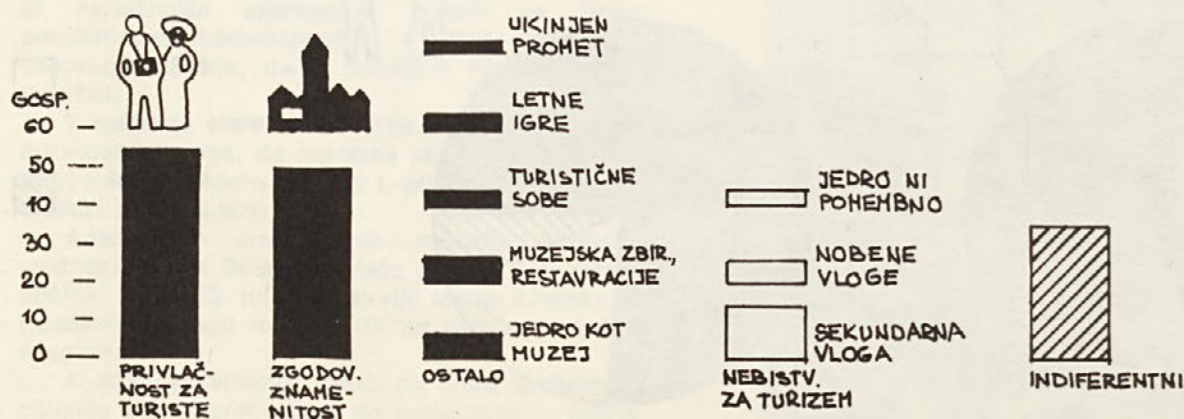 GOSP.
60
50
40
30
20
10
0
PRIVLAČ-
NOST ZA
TURISTE
ZGODOV.
ZNAME-
NITOST
UKINJEN
PROMET
LETNE
IGRE
TURISTIČNE
SOBE
MUZEJSKA ZBIR.,
RESTAVRACIJE
JEDRO KOT
MUZEJ
OSTALO
JEDRO NI
POMEMBNO
NOBENE
VLOGE
SEKUNDARNA
VLOGA
NEBISTV.
ZA TURIZEM
INDIFERENTNI